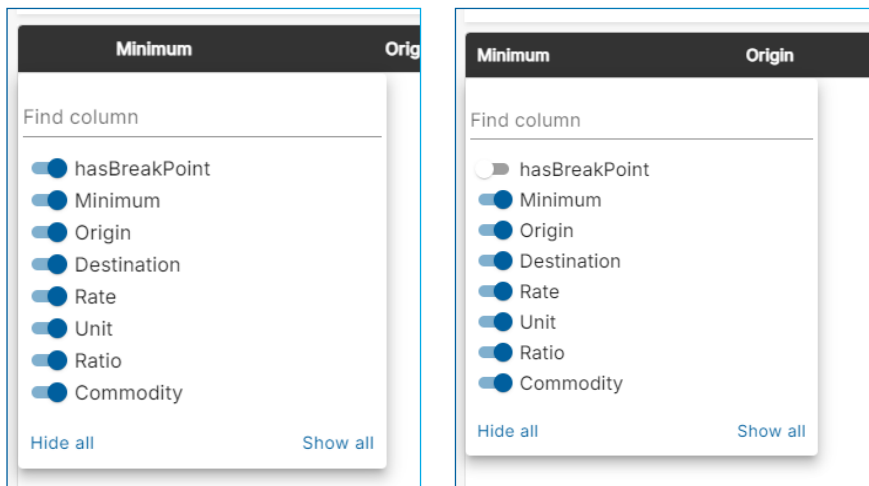 Minimum Orig
Find column
hasBreakPoint
Minimum
Origin
Destination
Rate
Unit
Ratio
Commodity
Hide all Show all
Minimum Origin
Find column
hasBreakPoint
Minimum
Origin
Destination
Rate
Unit
Ratio
Commodity
Hide all Show all